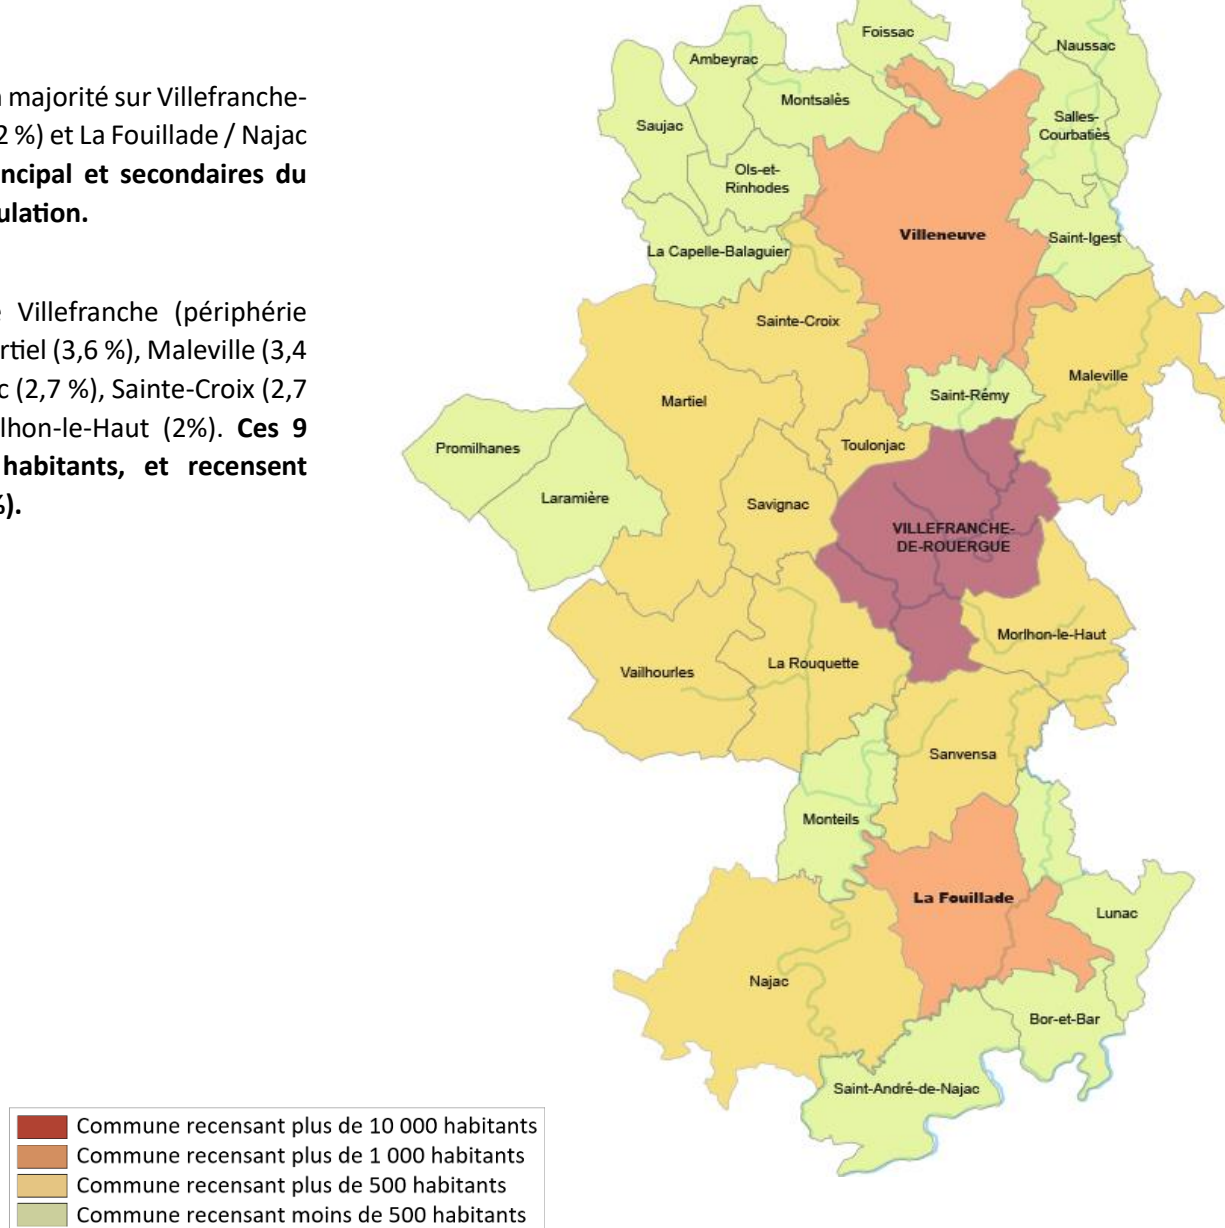 majorité sur Villefranche-
2 %) et La Fouillade / Najac
ncipal et secondaires du
ulation.
Villefranche (périphérie
rtiel (3,6 %), Maleville (3,4
c (2,7 %), Sainte-Croix (2,7
lhon-le-Haut (2%). Ces 9
habitants, et recensent
%).
Foissac
Naussac
Ambeyrac
Montsalès
Salles-
Courbatiès
Saujac
Ols-et-
Rinhodes
Villeneuve
Saint-Igest
La Capelle-Balaguier
Sainte-Croix
Maleville
Saint-Rémy
Martiel
Toulonjac
Promilhanes
Laramière
Savignac
VILLEFRANCHE-
DE-ROUERGUE
Morlhon-le-Haut
La Rouquette
Vailhourles
Sanvensa
Monteils
La Fouillade
Lunac
Najac
Bor-et-Bar
Saint-André-de-Najac
Commune recensant plus de 10 000 habitants
Commune recensant plus de 1 000 habitants
Commune recensant plus de 500 habitants
Commune recensant moins de 500 habitants